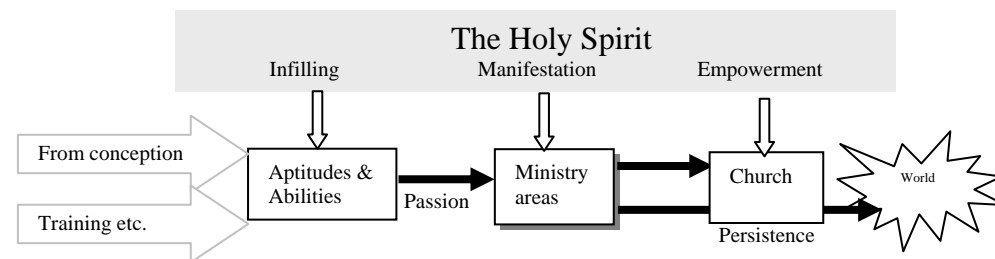 The Holy Spirit
Infilling
Manifestation
Empowerment
From conception
Training etc.
Aptitudes &
Abilities
Passion
Ministry
areas
Church
Persistence
World